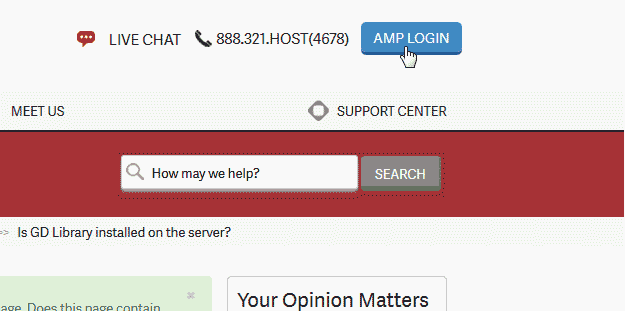 LIVE CHAT 888.321.HOST(4678) AMP LOGIN
MEET US SUPPORT CENTER
How may we help? SEARCH
>> Is GD Library installed on the server?
Your Opinion Matters
age. Does this page contain